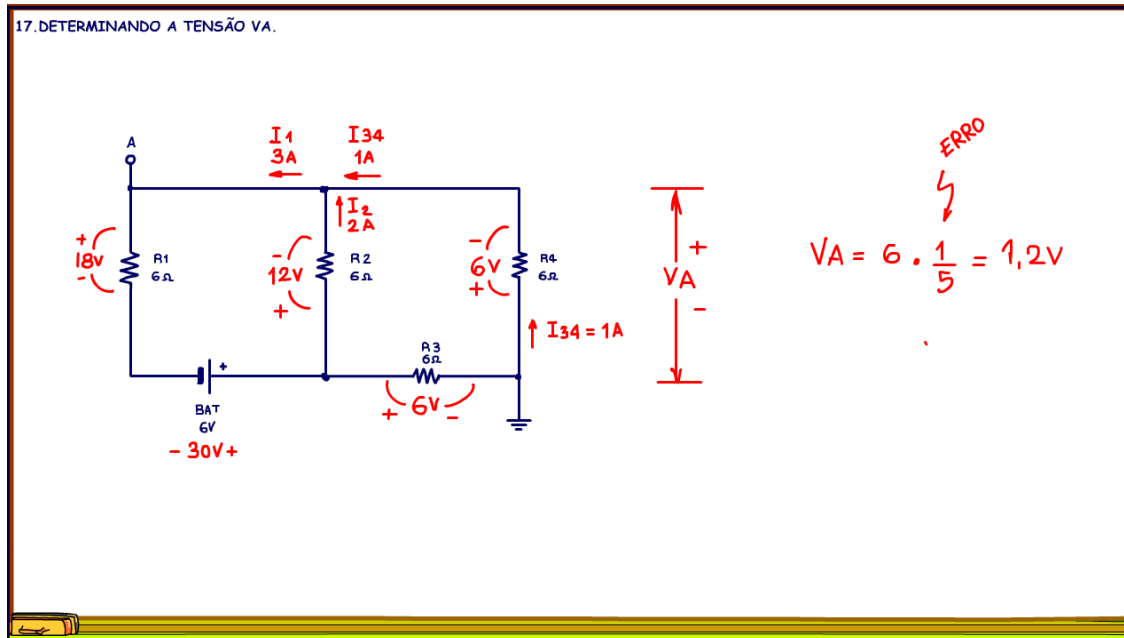 17.DETERMINANDO A TENSÃO VA.
A
I1
3A
I34
1A
I2
2A
+
18V
-
R1
6Ω
-
12V
+
R2
6Ω
-
6V
+
R4
6Ω
I34 = 1A
R3
6Ω
+ 6V -
+
BAT
6V
- 30V +
+
VA
-
ERRO
VA = 6 . 1/5 = 1,2V